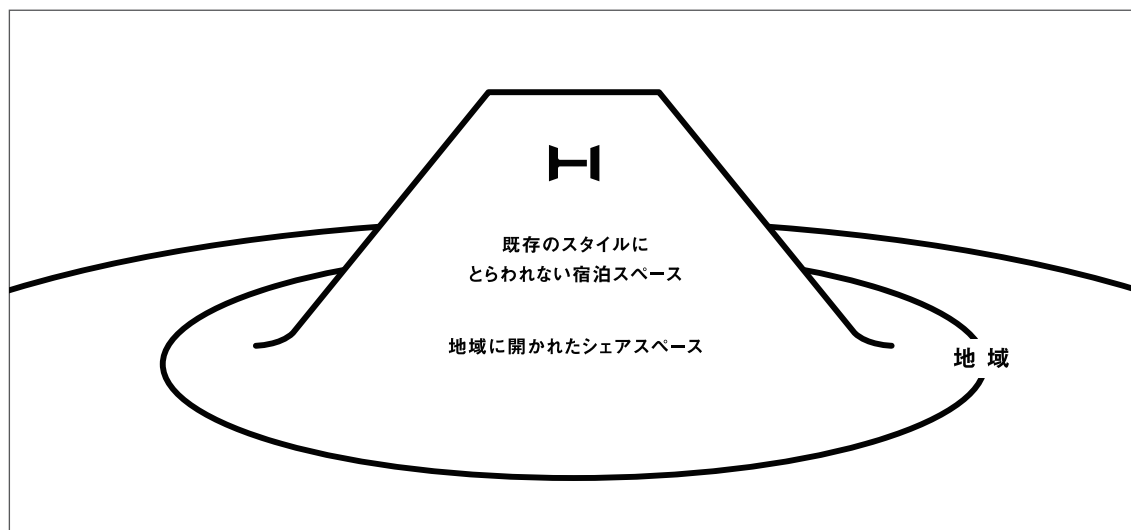 既存のスタイルに
とらわれない宿泊スペース
地域に開かれたシェアスペース
地域